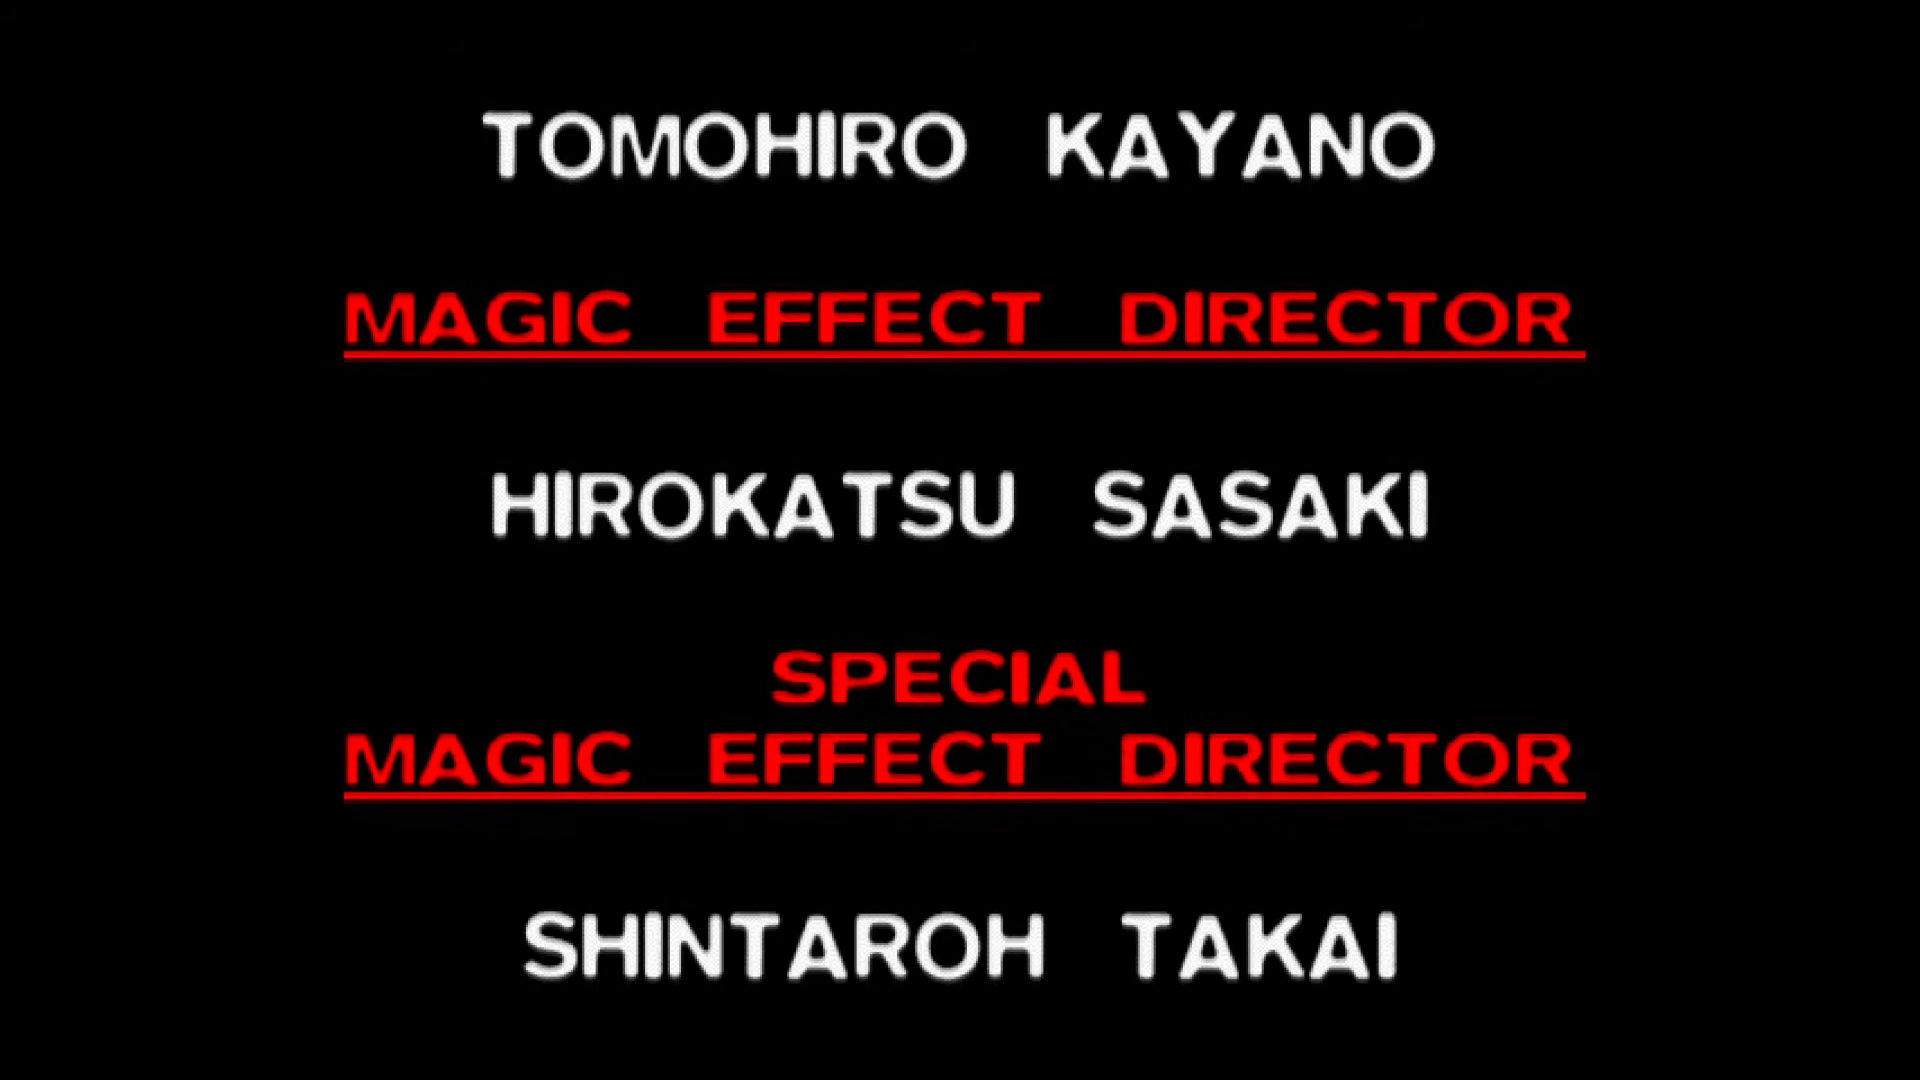 TOMOHIRO KAYANO
MAGIC EFFECT DIRECTOR
HIROKATSU SASAKI
SPECIAL
MAGIC EFFECT DIRECTOR
SHINTAROH TAKAI